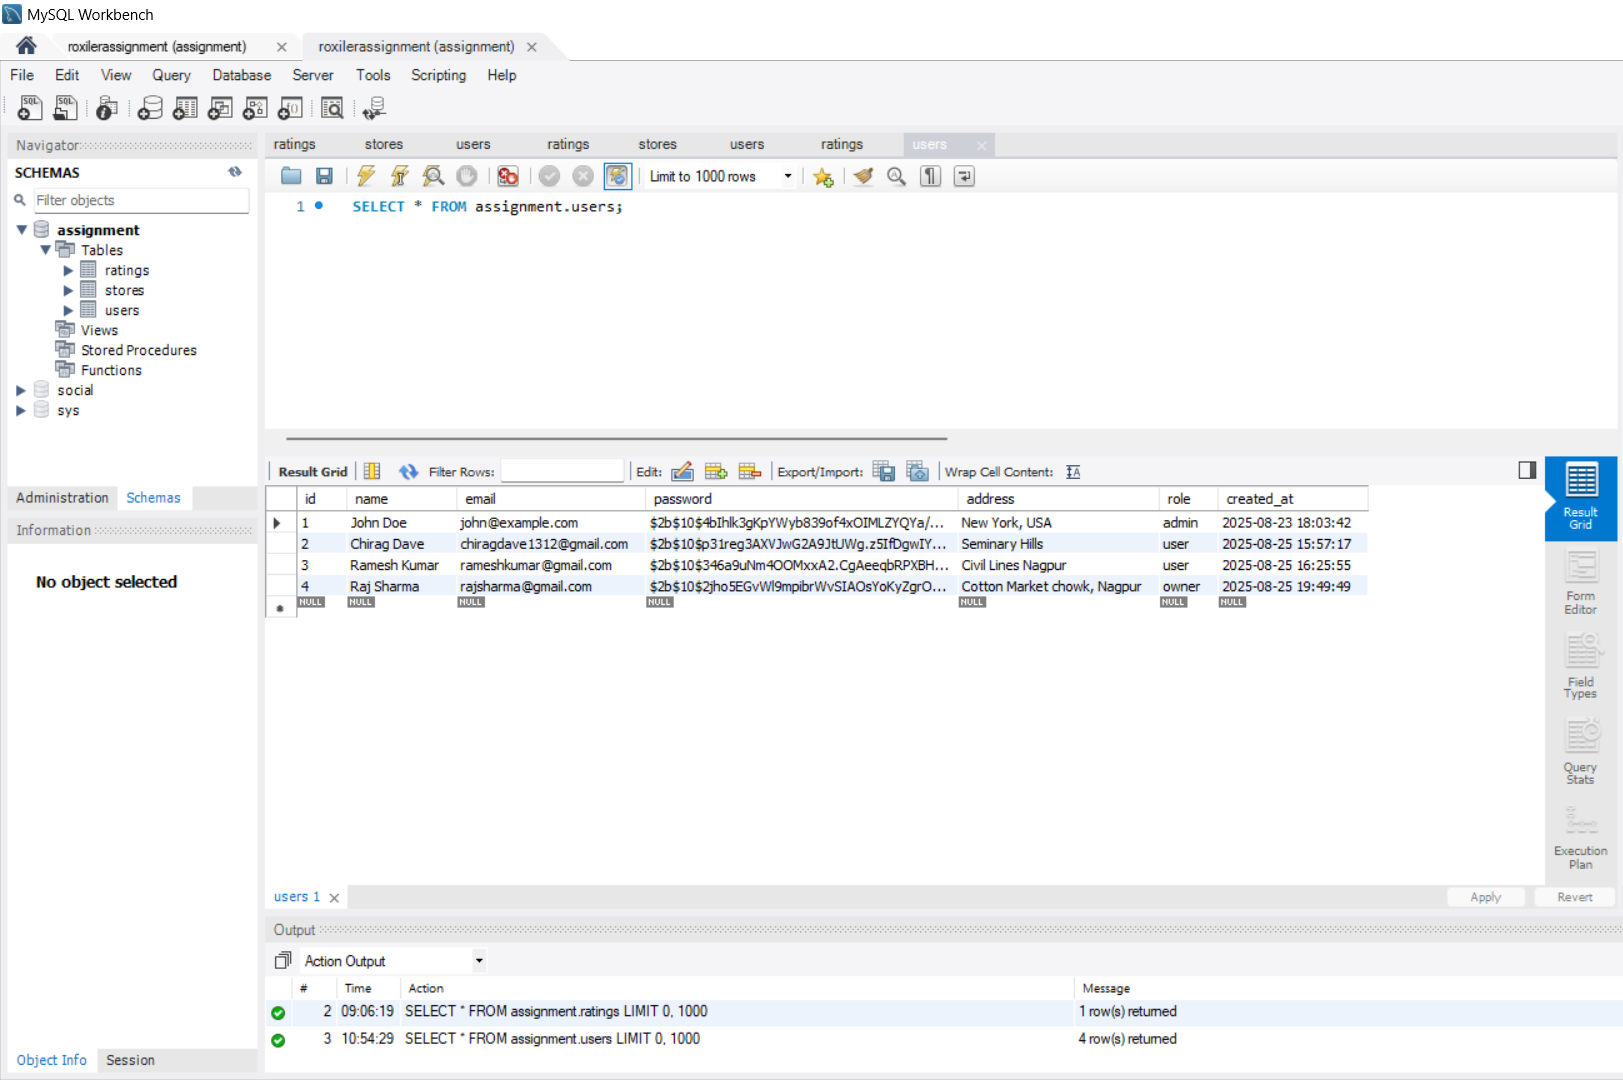 MySQL Workbench
roxilerassignment (assignment)
roxilerassignment (assignment)
File Edit View Query Database Server Tools Scripting Help
Navigator
SCHEMAS
Filter objects
assignment
Tables
ratings
stores
users
Views
Stored Procedures
Functions
social
sys
Administration Schemas
Information
No object selected
Object Info Session
ratings stores users ratings stores users ratings users
Limit to 1000 rows
1 SELECT * FROM assignment.users;
Result Grid Filter Rows: Edit: Export/Import: Wrap Cell Content:
id name email password address role created_at
1 John Doe john@example.com $2b$10$4bIhlk3gKpYWyb839of4xOIMLZYQYa/... New York, USA admin 2025-08-23 18:03:42
2 Chirag Dave chiragdave1312@gmail.com $2b$10$p31reg3AXVJwG2A9JtUWg.z5IfDgwIY... Seminary Hills user 2025-08-25 15:57:17
3 Ramesh Kumar rameshkumar@gmail.com $2b$10$346a9uNm4OOMxxA2.CgAeeqbRPXBH... Civil Lines Nagpur user 2025-08-25 16:25:55
4 Raj Sharma rajsharma@gmail.com $2b$10$2jho5EGvWl9mpibrWvSIAOsYoKyZgrO... Cotton Market chowk, Nagpur owner 2025-08-25 19:49:49
NULL NULL NULL NULL NULL NULL NULL
Result Grid
Form Editor
Field Types
Query Stats
Execution Plan
users 1
Apply Revert
Output
Action Output
# Time Action Message
2 09:06:19 SELECT * FROM assignment.ratings LIMIT 0, 1000 1 row(s) returned
3 10:54:29 SELECT * FROM assignment.users LIMIT 0, 1000 4 row(s) returned